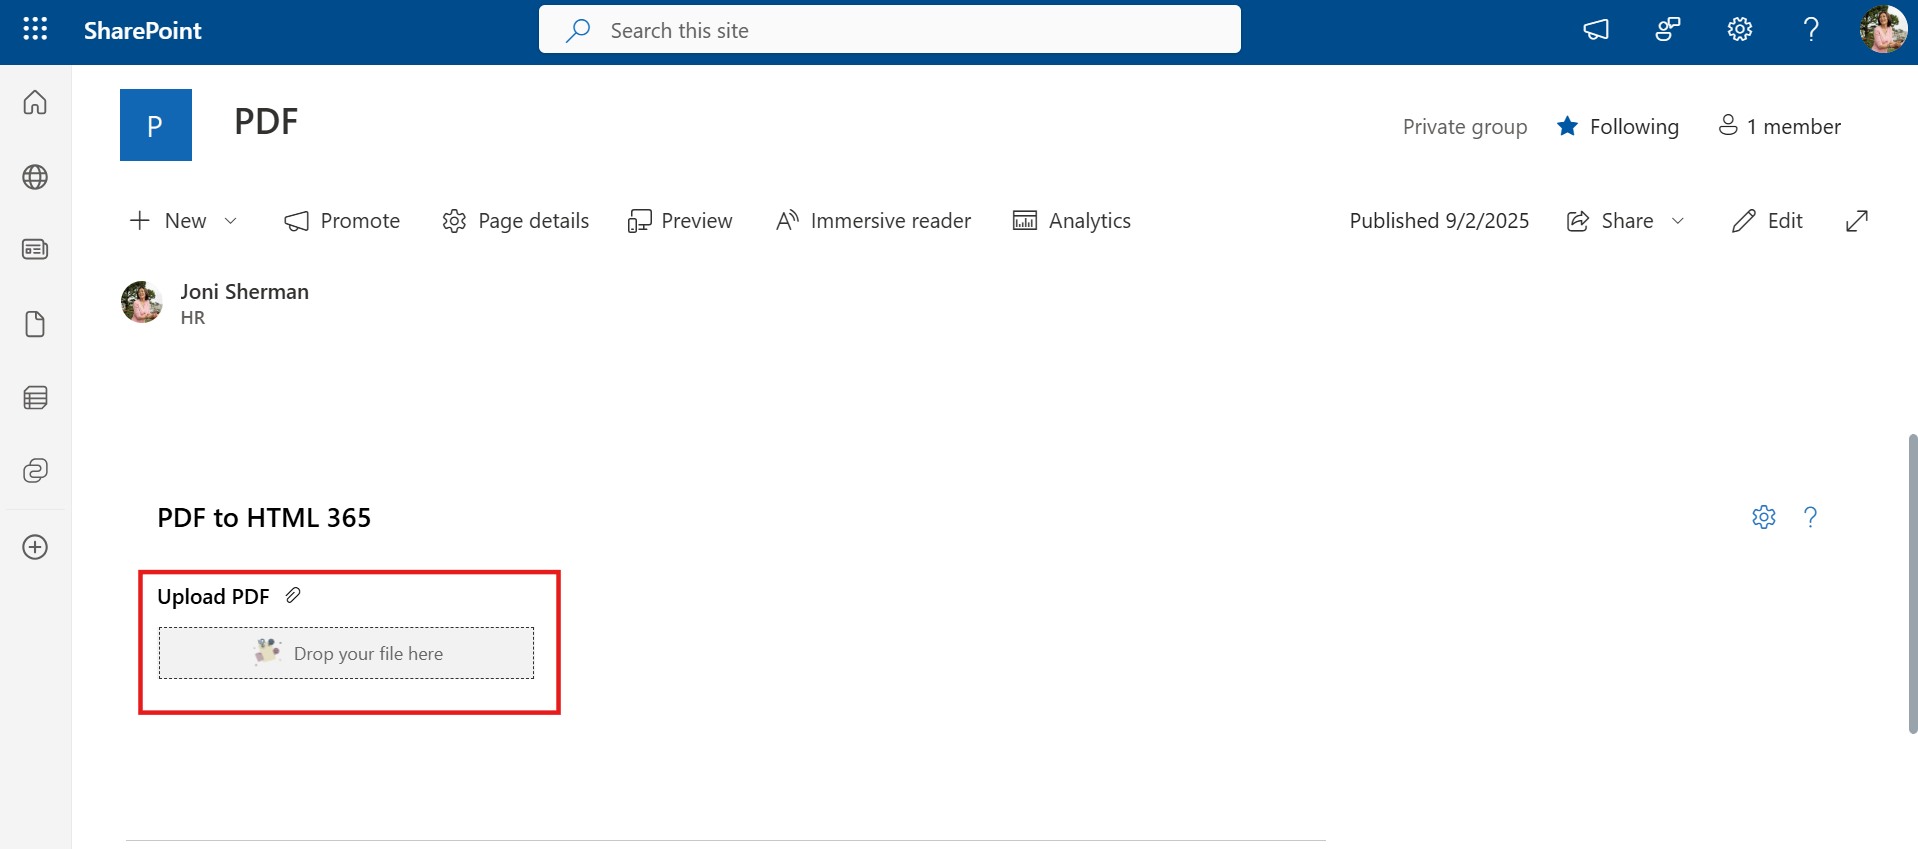 SharePoint
Search this site
P
PDF
Private group
Following
1 member
New
Promote
Page details
Preview
Immersive reader
Analytics
Published 9/2/2025
Share
Edit
Joni Sherman
HR
PDF to HTML 365
Upload PDF
Drop your file here